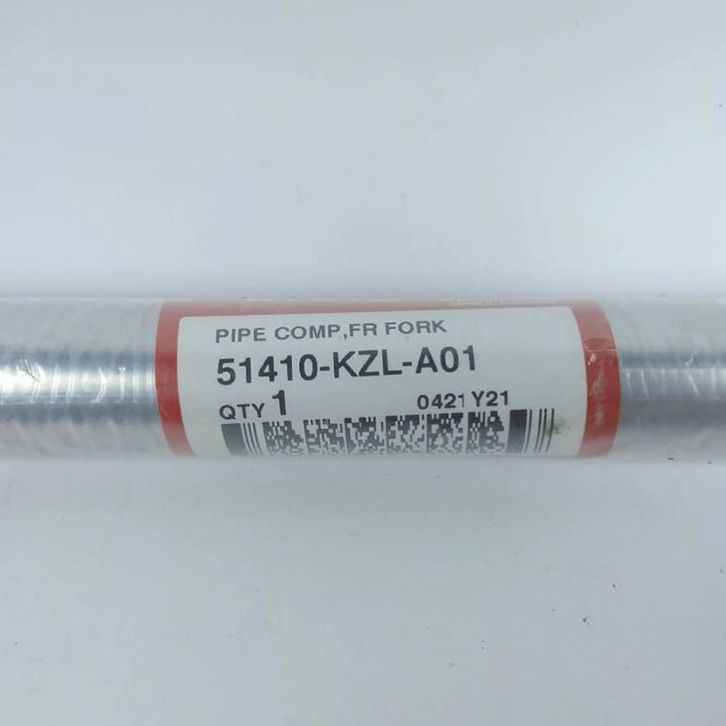 PIPE COMP,FR FORK
51410-KZL-A01
QTY 1 0421 Y21